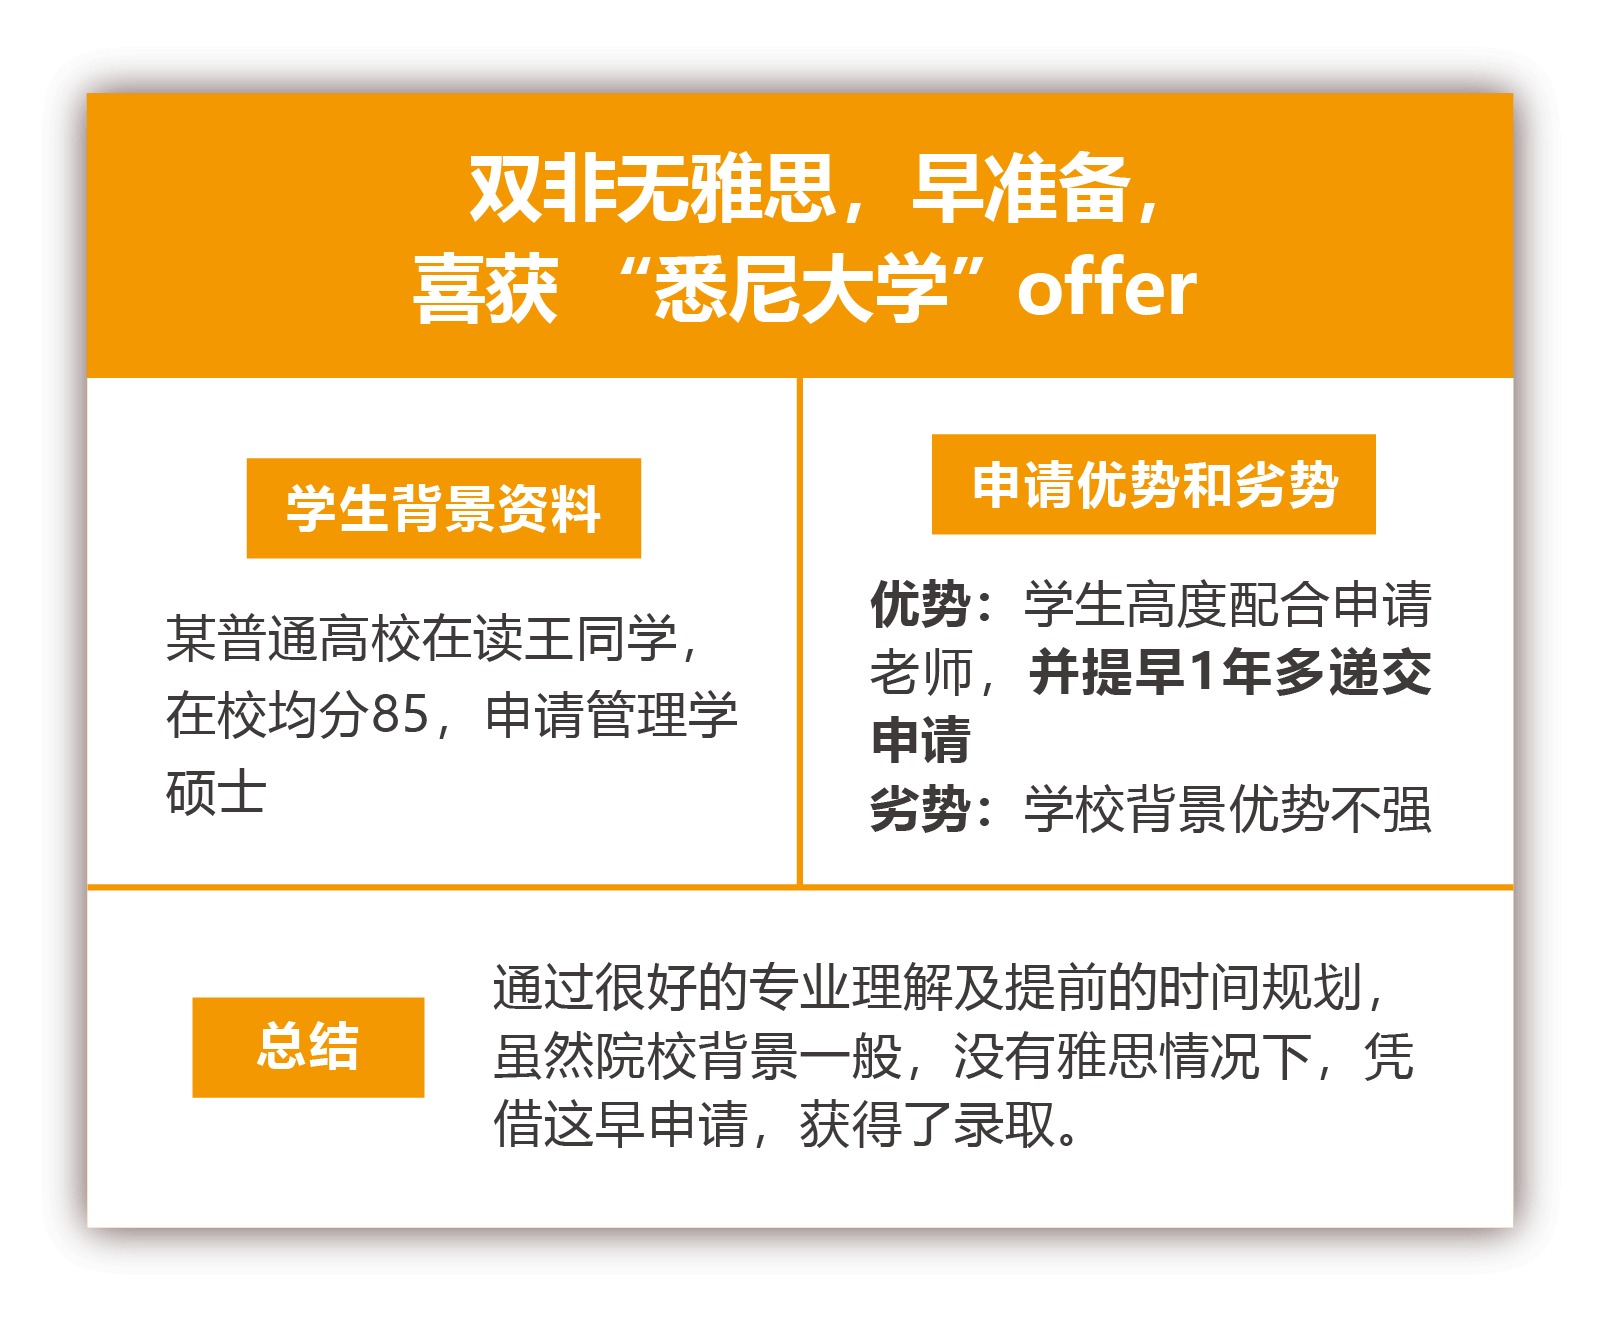 双非无雅思，早准备，
喜获 “悉尼大学” offer
学生背景资料
某普通高校在读王同学，
在校均分85，申请管理学
硕士
申请优势和劣势
优势：学生高度配合申请
老师，并提早1年多递交
申请
劣势：学校背景优势不强
总结
通过很好的专业理解及提前的时间规划，
虽然院校背景一般，没有雅思情况下，凭
借这早申请，获得了录取。